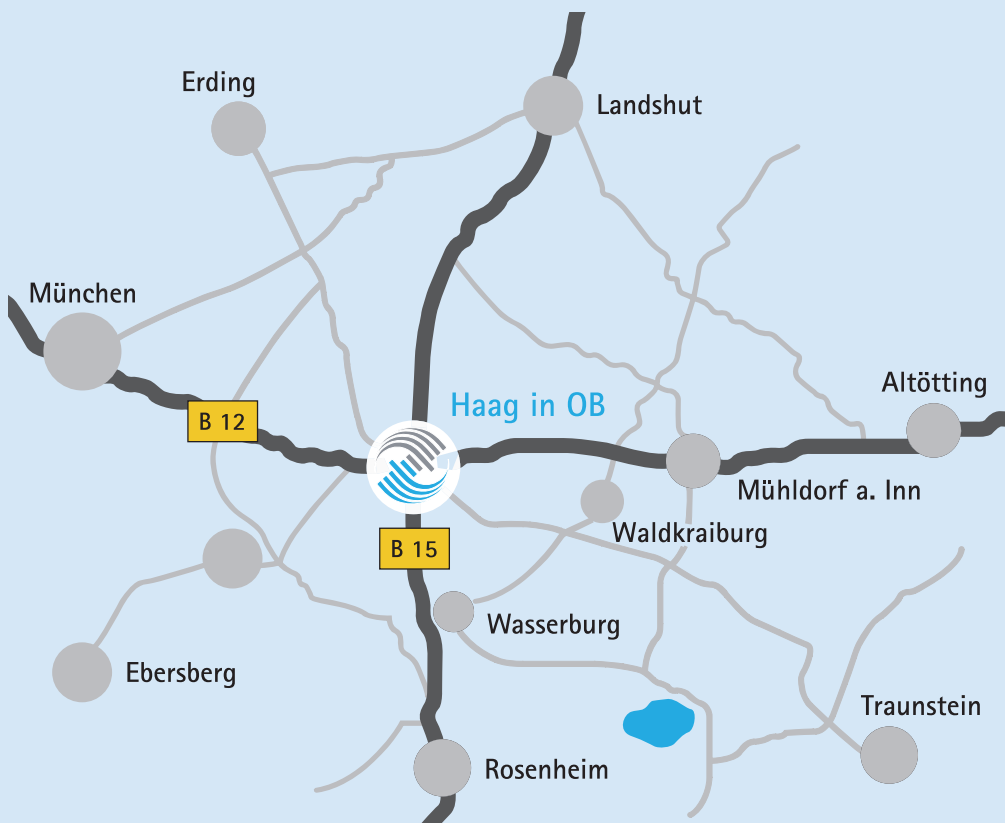 Erding
Landshut
München
Altötting
Haag in OB
B 12
Mühldorf a. Inn
Waldkraiburg
B 15
Wasserburg
Ebersberg
Traunstein
Rosenheim